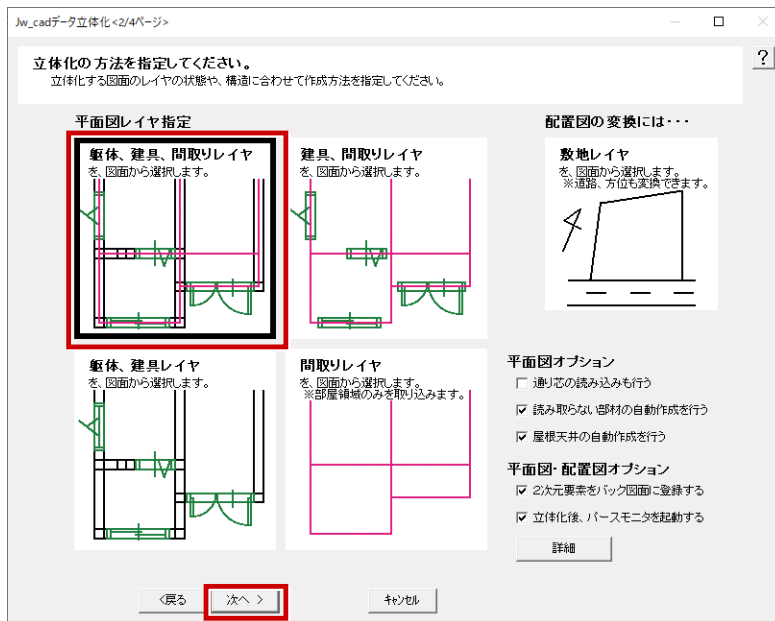 Jw_cadデータ立体化<2/4ページ>
?
立体化の方法を指定してください。
立体化する図面のレイヤの状態や、構造に合わせて作成方法を指定してください。
平面図レイヤ指定
躯体、建具、間取りレイヤ
を、図面から選択します。
建具、間取りレイヤ
を、図面から選択します。
躯体、建具レイヤ
を、図面から選択します。
間取りレイヤ
を、図面から選択します。
※部屋領域のみを取り込みます。
配置図の変換には・・・
敷地レイヤ
を、図面から選択します。
※道路、方位も変換できます。
平面図オプション
通り芯の読み込みも行う
読み取らない部材の自動作成を行う
屋根天井の自動作成を行う
平面図・配置図オプション
2次元要素をバック図面に登録する
立体化後、パースモニタを起動する
詳細
<戻る
次へ >
キャンセル